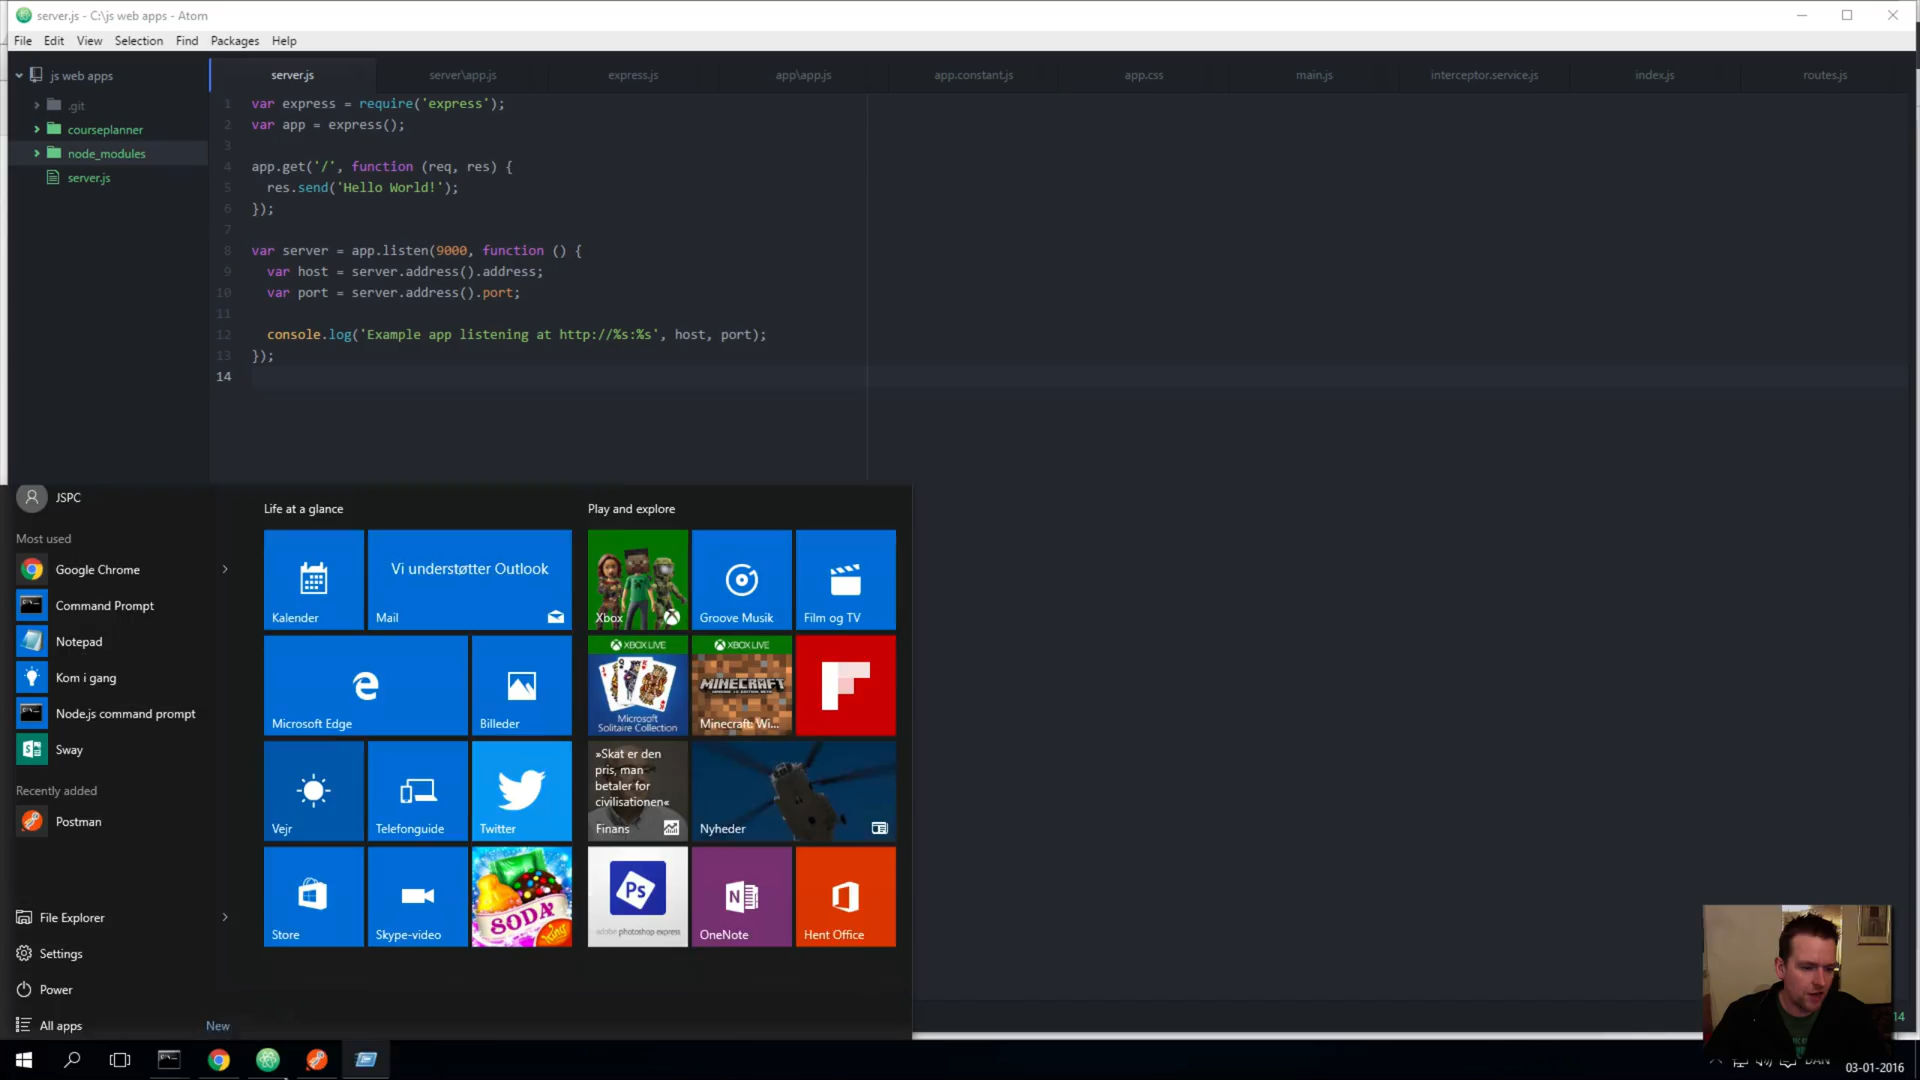 server.js - C:\js web apps - Atom
File Edit View Selection Find Packages Help
js web apps
.git
courseplanner
node_modules
server.js
server.js server\app.js express.js app\app.js app.constant.js app.css main.js interceptor.service.js index.js routes.js
1 var express = require('express');
2 var app = express();
3
4 app.get('/', function (req, res) {
5 res.send('Hello World!');
6 });
7
8 var server = app.listen(9000, function () {
9 var host = server.address().address;
10 var port = server.address().port;
11
12 console.log('Example app listening at http://%s:%s', host, port);
13 });
14
JSPC
Most used
Google Chrome
Command Prompt
Notepad
Kom i gang
Node.js command prompt
Sway
Recently added
Postman
File Explorer
Settings
Power
All apps New
Life at a glance
Kalender
Vi understøtter Outlook
Mail
Microsoft Edge
Billeder
Vejr
Telefonguide
Twitter
Store
Skype-video
SODA
King
Play and explore
Xbox
Groove Musik
Film og TV
XBOX LIVE
Microsoft
Solitaire Collection
XBOX LIVE
MINECRAFT
Minecraft: Wi...
»Skat er den
pris, man
betaler for
civilisationen«
Finans
Nyheder
Ps
adobe photoshop express
N
OneNote
Hent Office
14
DAN
03-01-2016